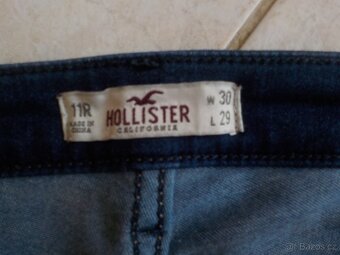 11R
MADE IN
CHINA
HOLLISTER
CALIFORNIA
W 30
L 29
© Bazos.cz